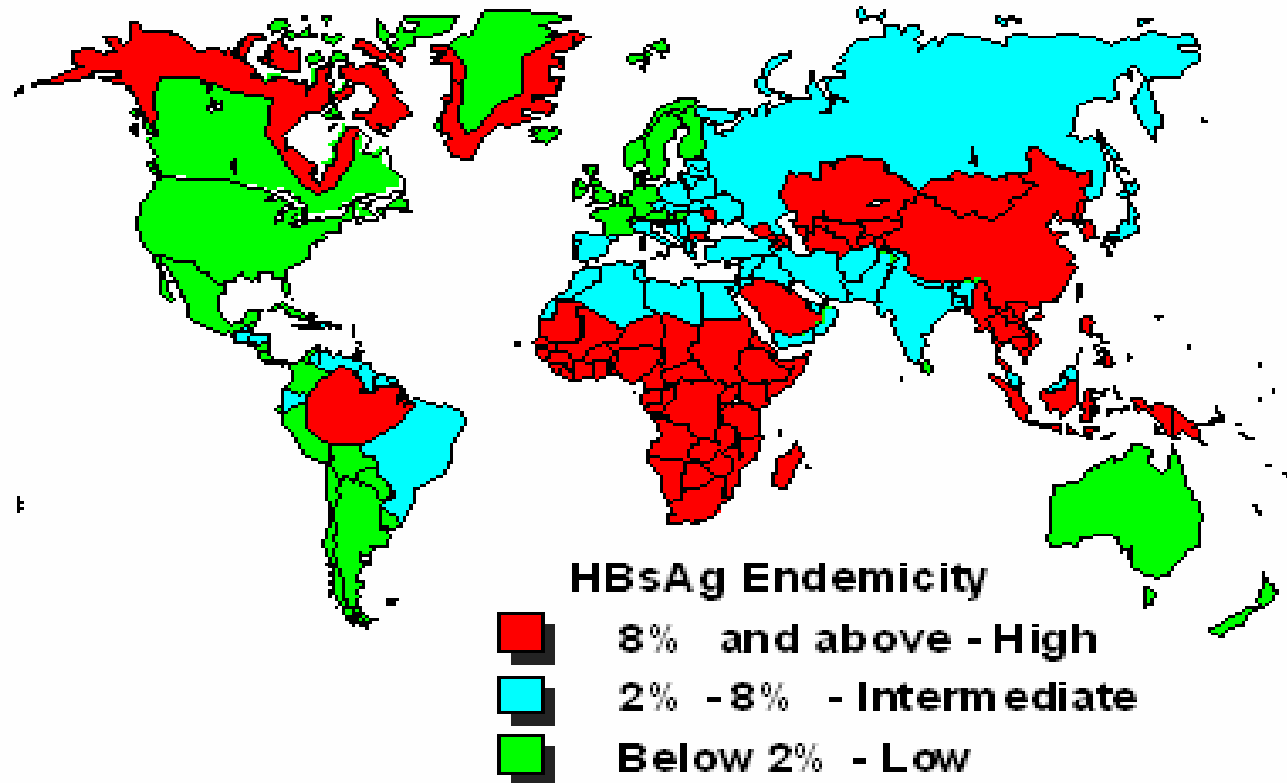 HBsAg Endemicity
8% and above - High
2% -8% - Intermediate
Below 2% - Low